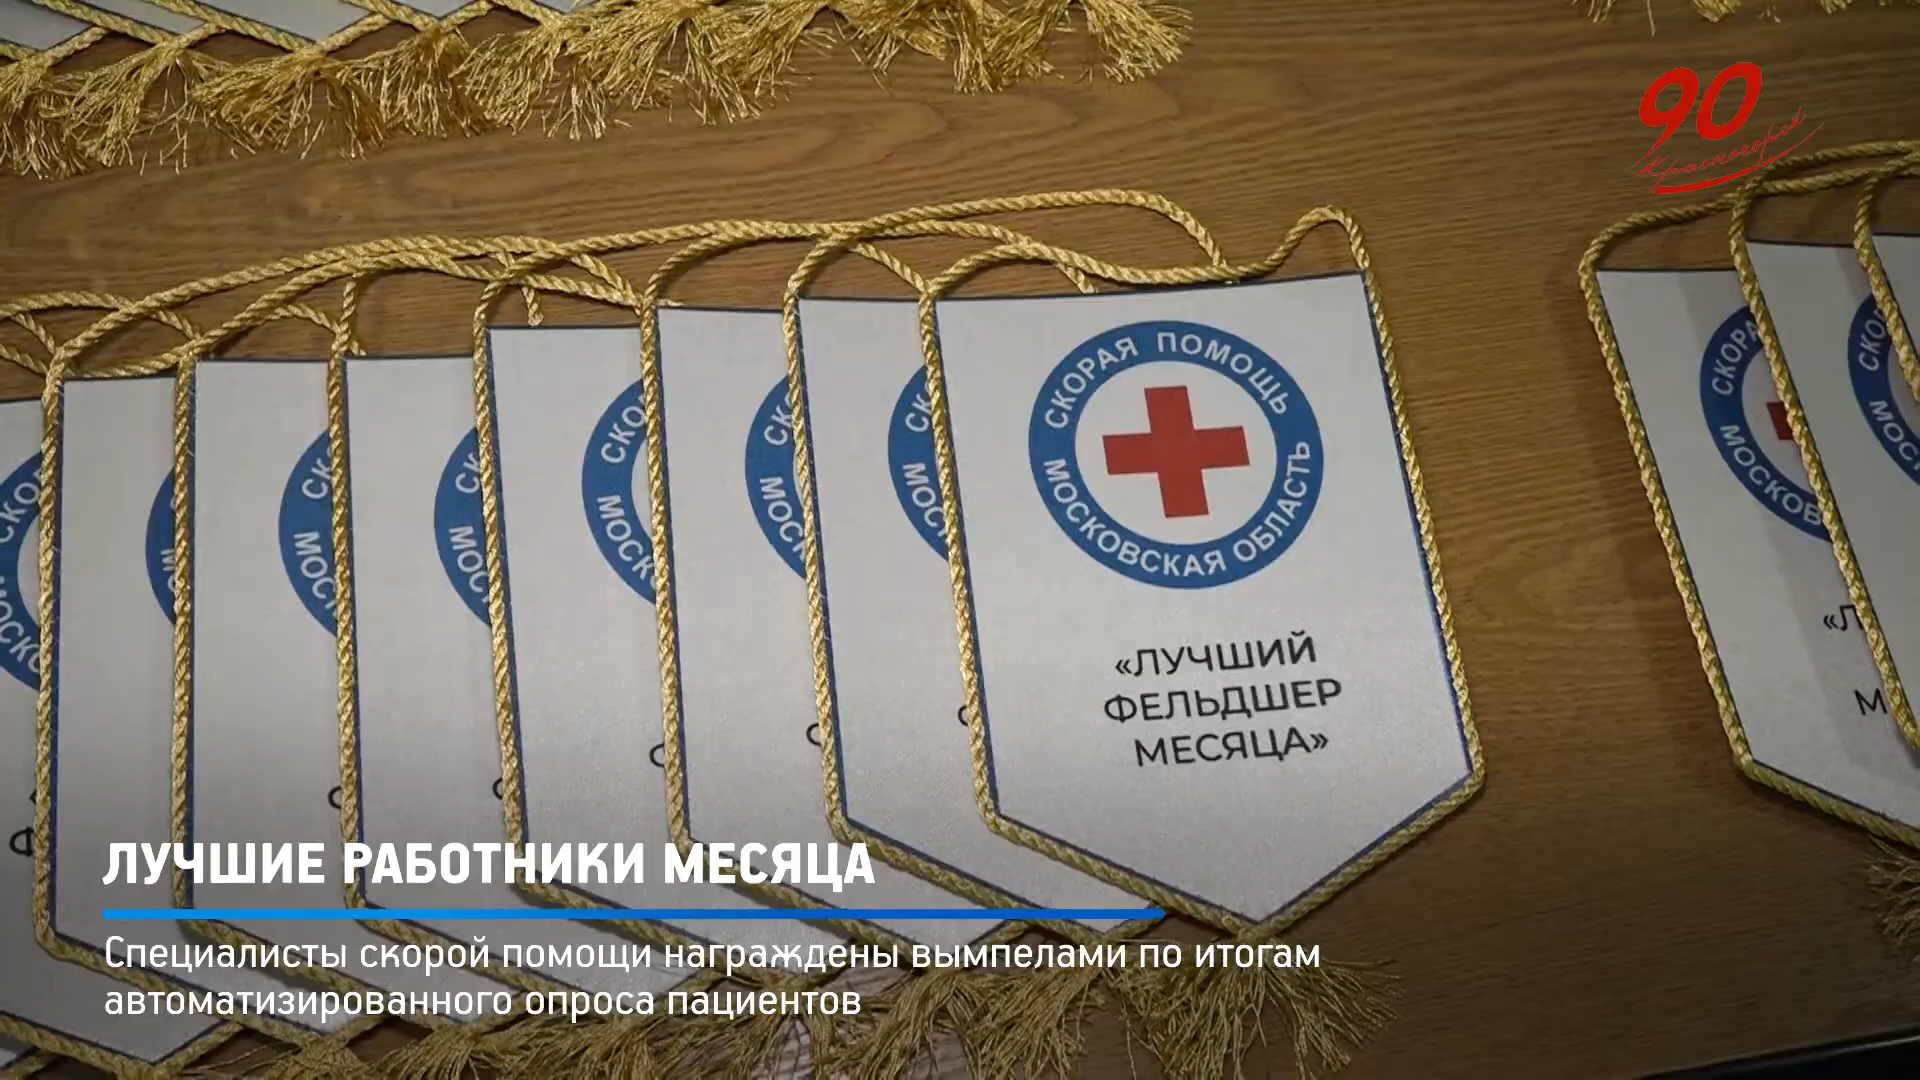 90
Красногорск
СКОРАЯ ПОМОЩЬ
МОСКОВСКАЯ ОБЛАСТЬ
«ЛУЧШИЙ
ФЕЛЬДШЕР
МЕСЯЦА»
ЛУЧШИЕ РАБОТНИКИ МЕСЯЦА
Специалисты скорой помощи награждены вымпелами по итогам
автоматизированного опроса пациентов